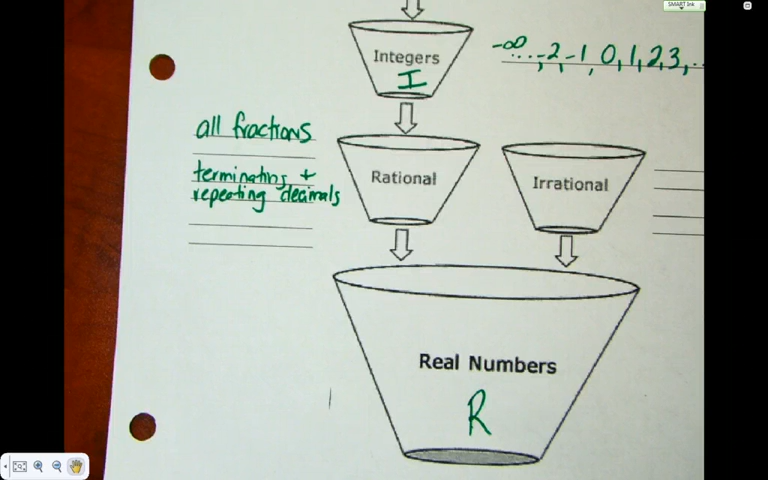 SMART Ink
Integers
I
-∞...,-2,-1,0,1,2,3,..
all fractions
terminating +
repeating decimals
Rational
Irrational
Real Numbers
R